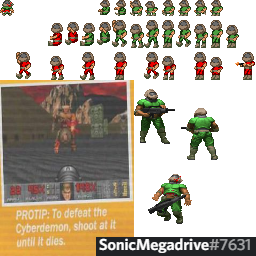 PROTIP: To defeat the
Cyberdemon, shoot at it
until it dies.
SonicMegadrive#7631